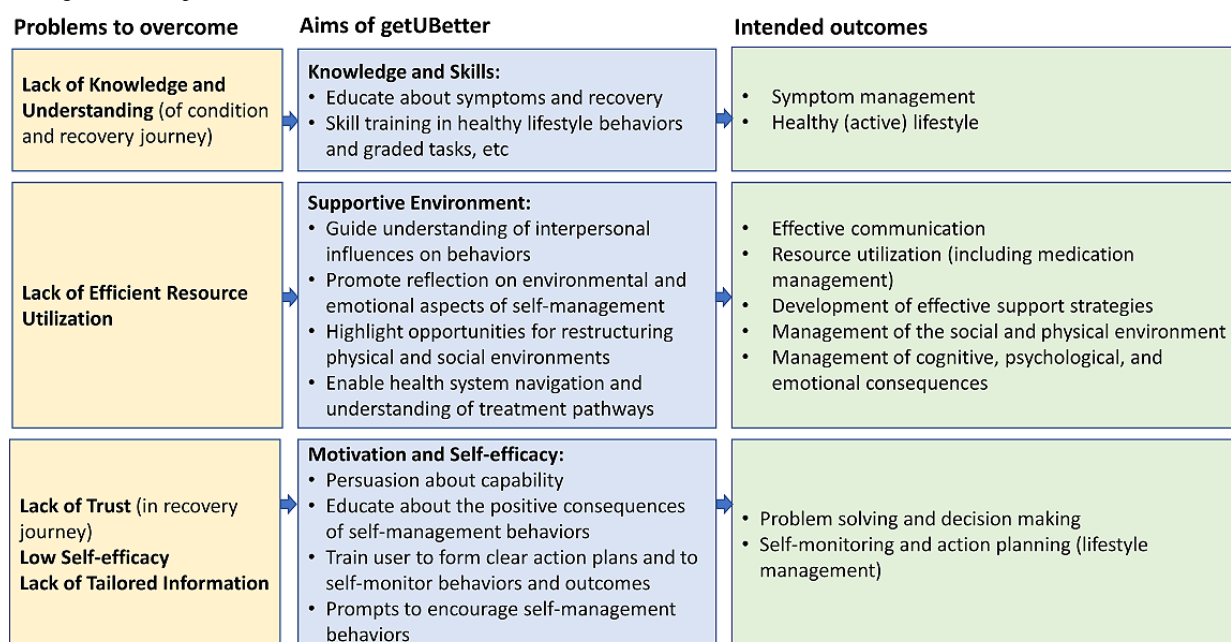 Problems to overcome
Aims of getUBetter
Intended outcomes
Lack of Knowledge and
Understanding (of condition
and recovery journey)
Knowledge and Skills:
• Educate about symptoms and recovery
• Skill training in healthy lifestyle behaviors
and graded tasks, etc
• Symptom management
• Healthy (active) lifestyle
Lack of Efficient Resource
Utilization
Supportive Environment:
• Guide understanding of interpersonal
influences on behaviors
• Promote reflection on environmental and
emotional aspects of self-management
• Highlight opportunities for restructuring
physical and social environments
• Enable health system navigation and
understanding of treatment pathways
• Effective communication
• Resource utilization (including medication
management)
• Development of effective support strategies
• Management of the social and physical environment
• Management of cognitive, psychological, and
emotional consequences
Lack of Trust (in recovery
journey)
Low Self-efficacy
Lack of Tailored Information
Motivation and Self-efficacy:
• Persuasion about capability
• Educate about the positive consequences
of self-management behaviors
• Train user to form clear action plans and to
self-monitor behaviors and outcomes
• Prompts to encourage self-management
behaviors
• Problem solving and decision making
• Self-monitoring and action planning (lifestyle
management)